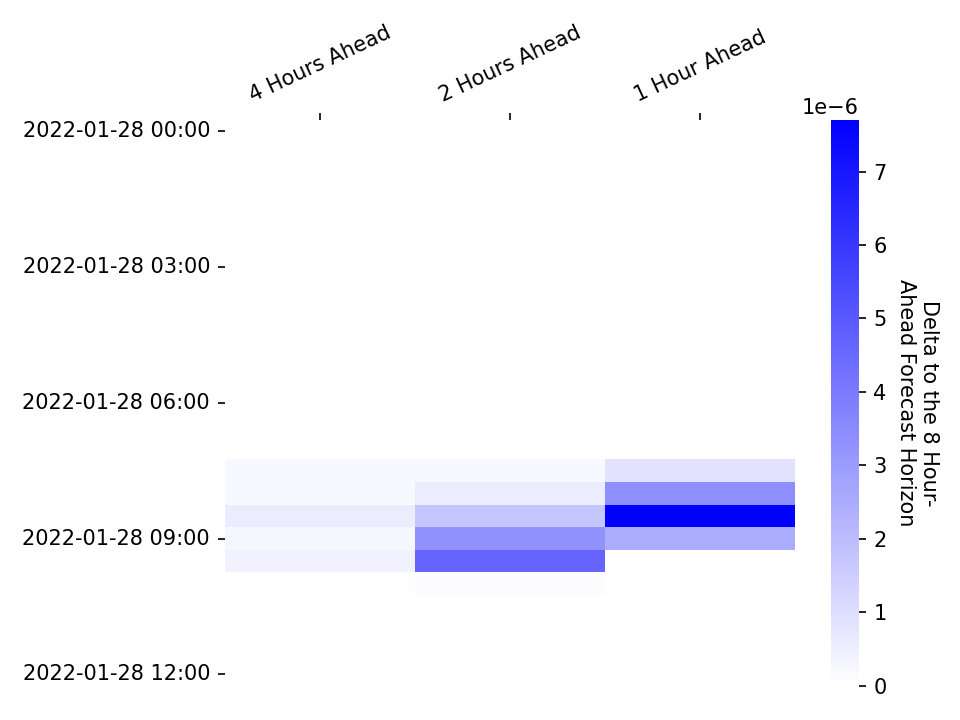 4 Hours Ahead
2 Hours Ahead
1 Hour Ahead
1e−6
2022-01-28 00:00
2022-01-28 03:00
2022-01-28 06:00
2022-01-28 09:00
2022-01-28 12:00
7
6
5
4
3
2
1
0
Delta to the 8 Hour-
Ahead Forecast Horizon